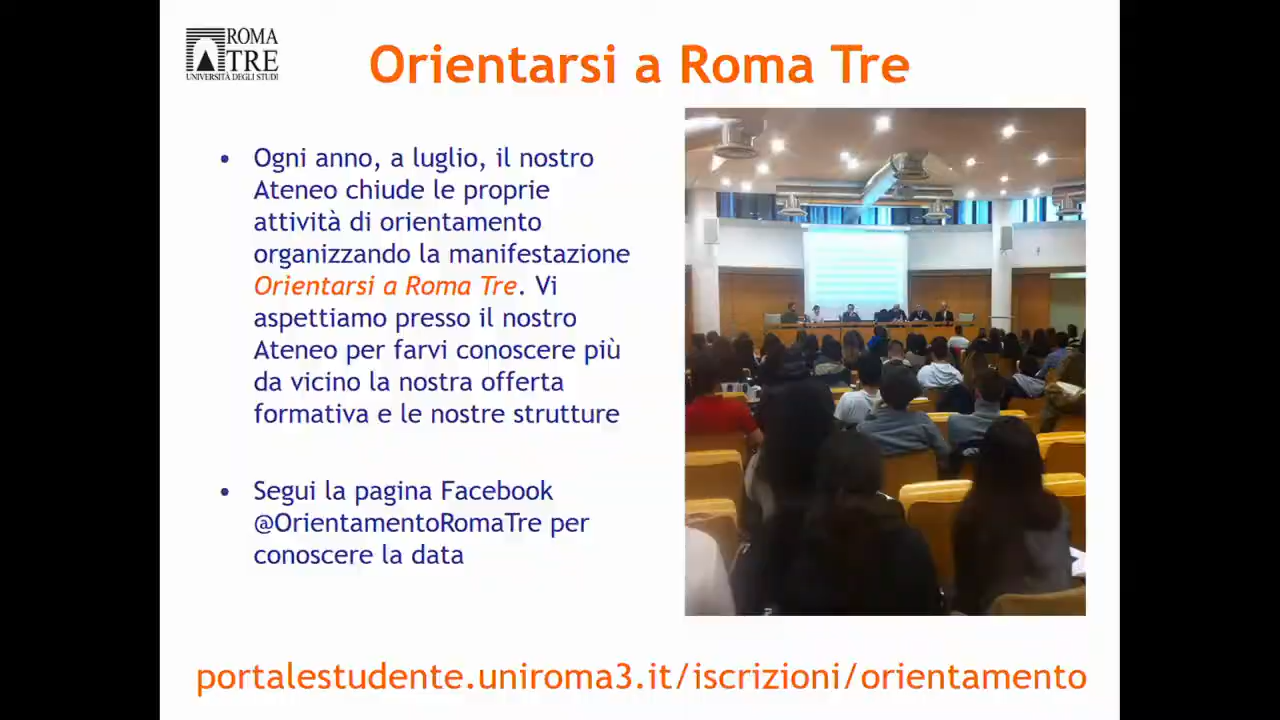 ROMA
TRE
UNIVERSITÀ DEGLI STUDI
Orientarsi a Roma Tre
• Ogni anno, a luglio, il nostro
Ateneo chiude le proprie
attività di orientamento
organizzando la manifestazione
Orientarsi a Roma Tre. Vi
aspettiamo presso il nostro
Ateneo per farvi conoscere più
da vicino la nostra offerta
formativa e le nostre strutture
• Segui la pagina Facebook
@OrientamentoRomaTre per
conoscere la data
portalestudente.uniroma3.it/iscrizioni/orientamento